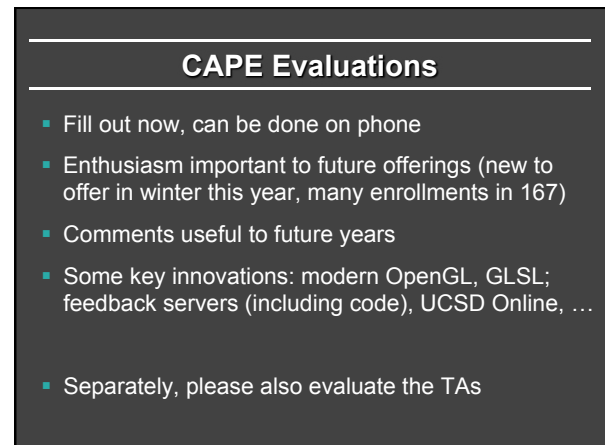 CAPE Evaluations
▪ Fill out now, can be done on phone
▪ Enthusiasm important to future offerings (new to
offer in winter this year, many enrollments in 167)
▪ Comments useful to future years
▪ Some key innovations: modern OpenGL, GLSL;
feedback servers (including code), UCSD Online, …
▪ Separately, please also evaluate the TAs